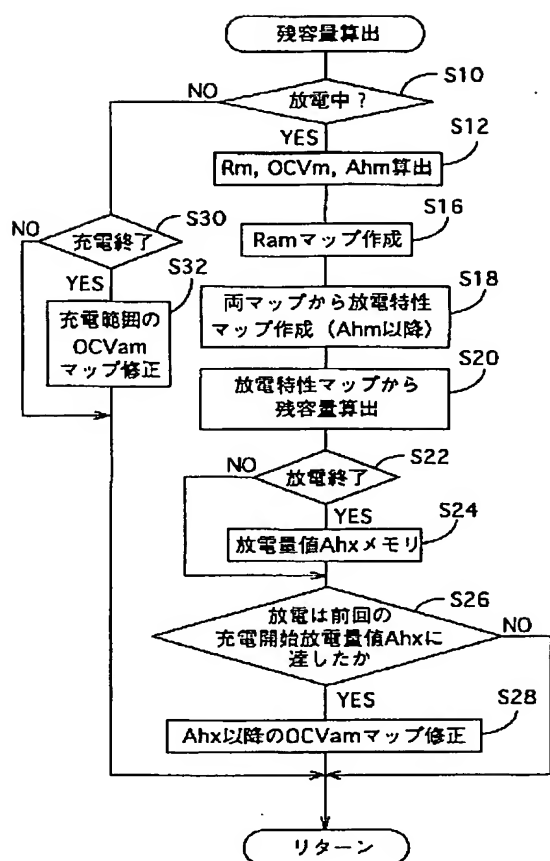 残容量算出
S10
NO
放電中?
YES
S12
Rm, OCVm, Ahm算出
S30
NO
充電終了
S16
Ramマップ作成
YES
S32
充電範囲の
OCVam
マップ修正
S18
両マップから放電特性
マップ作成（Ahm以降）
S20
放電特性マップから
残容量算出
S22
NO
放電終了
YES
S24
放電量値Ahxメモリ
S26
放電は前回の
充電開始放電量値Ahxに
達したか
NO
YES
S28
Ahx以降のOCVamマップ修正
リターン